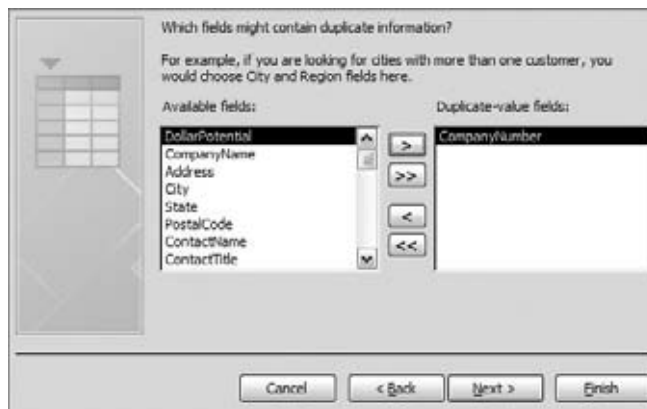 Which fields might contain duplicate information?
For example, if you are looking for cities with more than one customer, you
would choose City and Region fields here.
Available fields:
Duplicate-value fields:
DollarPotential
CompanyName
Address
City
State
PostalCode
ContactName
ContactTitle
>
>>
<
<<
CompanyNumber
Cancel
< Back
Next >
Finish